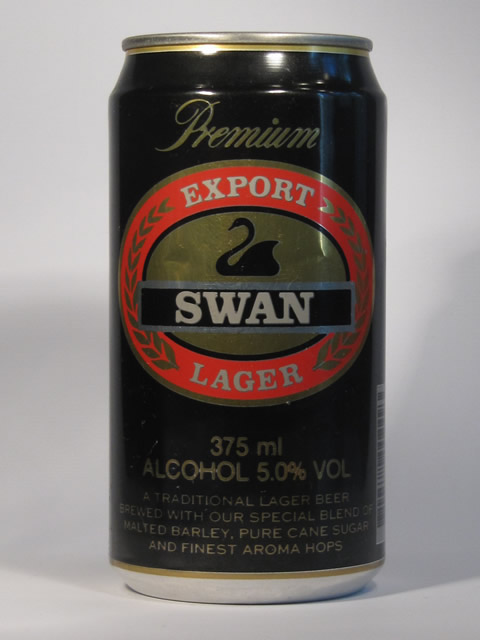 Premium
EXPORT
SWAN
LAGER
375 ml
ALCOHOL 5.0% VOL
A TRADITIONAL LAGER BEER
BREWED WITH OUR SPECIAL BLEND OF
MALTED BARLEY, PURE CANE SUGAR
AND FINEST AROMA HOPS